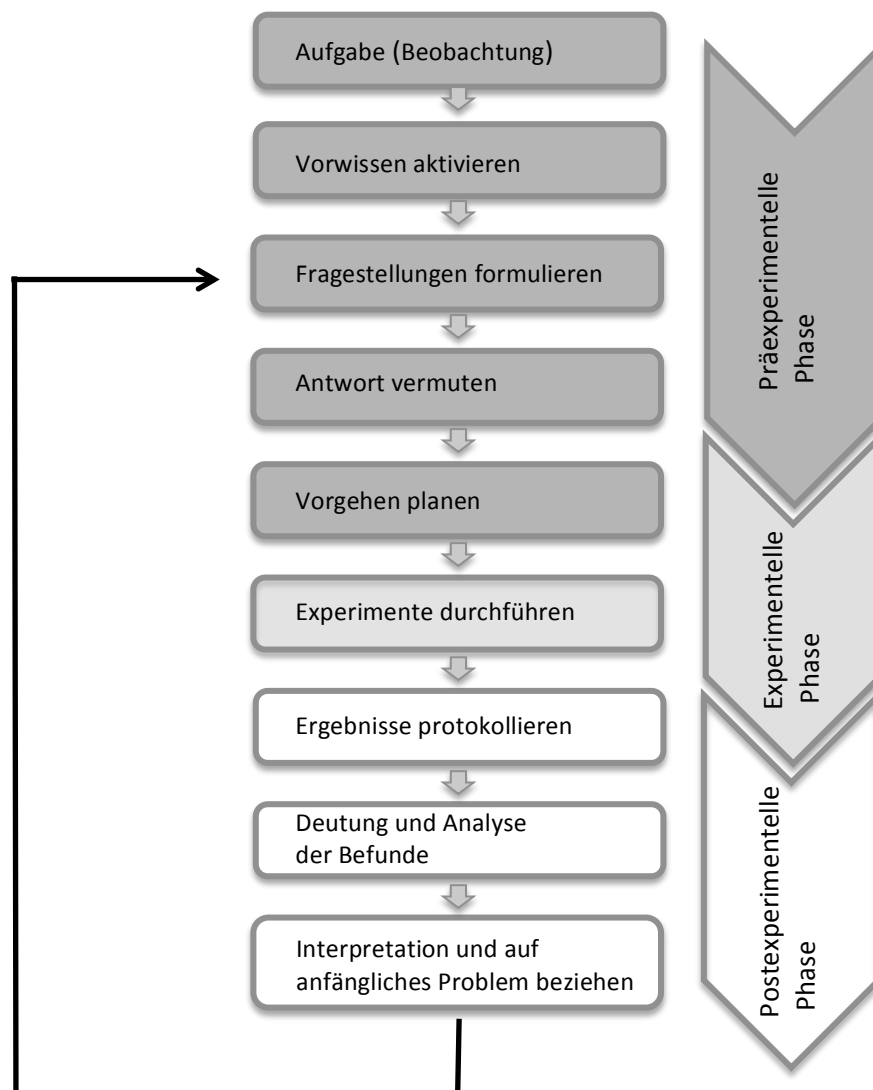 Aufgabe (Beobachtung)
Vorwissen aktivieren
Fragestellungen formulieren
Antwort vermuten
Vorgehen planen
Experimente durchführen
Ergebnisse protokollieren
Deutung und Analyse
der Befunde
Interpretation und auf
anfängliches Problem beziehen
Präexperimentelle
Phase
Experimentelle
Phase
Postexperimentelle
Phase